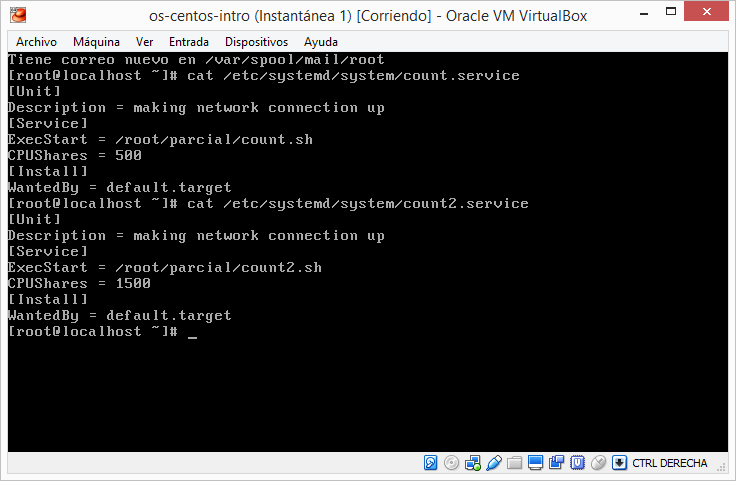 os-centos-intro (Instantánea 1) [Corriendo] - Oracle VM VirtualBox
Archivo Máquina Ver Entrada Dispositivos Ayuda
Tiene correo nuevo en /var/spool/mail/root
[root@localhost ~]# cat /etc/systemd/system/count.service
[Unit]
Description = making network connection up
[Service]
ExecStart = /root/parcial/count.sh
CPUShares = 500
[Install]
WantedBy = default.target
[root@localhost ~]# cat /etc/systemd/system/count2.service
[Unit]
Description = making network connection up
[Service]
ExecStart = /root/parcial/count2.sh
CPUShares = 1500
[Install]
WantedBy = default.target
[root@localhost ~]# _
CTRL DERECHA